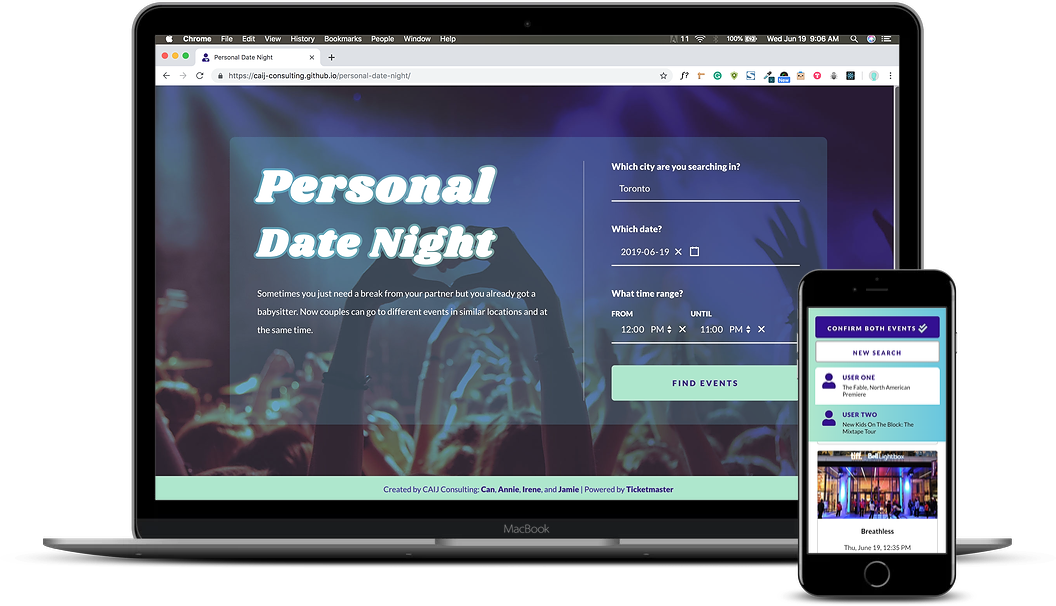 Chrome File Edit View History Bookmarks People Window Help 11 100% Wed Jun 19 9:06 AM
Personal Date Night
https://caij-consulting.github.io/personal-date-night/
f?
New
Personal
Date Night
Sometimes you just need a break from your partner but you already got a
babysitter. Now couples can go to different events in similar locations and at
the same time.
Which city are you searching in?
Toronto
Which date?
2019-06-19
What time range?
FROM UNTIL
12:00 PM 11:00 PM
FIND EVENTS
Created by CAIJ Consulting: Can, Annie, Irene, and Jamie | Powered by Ticketmaster
MacBook
CONFIRM BOTH EVENTS
NEW SEARCH
USER ONE
The Fable, North American
Premiere
USER TWO
New Kids On The Block: The
Mixtape Tour
tiff. Bell Lightbox
Breathless
Thu, June 19, 12:35 PM